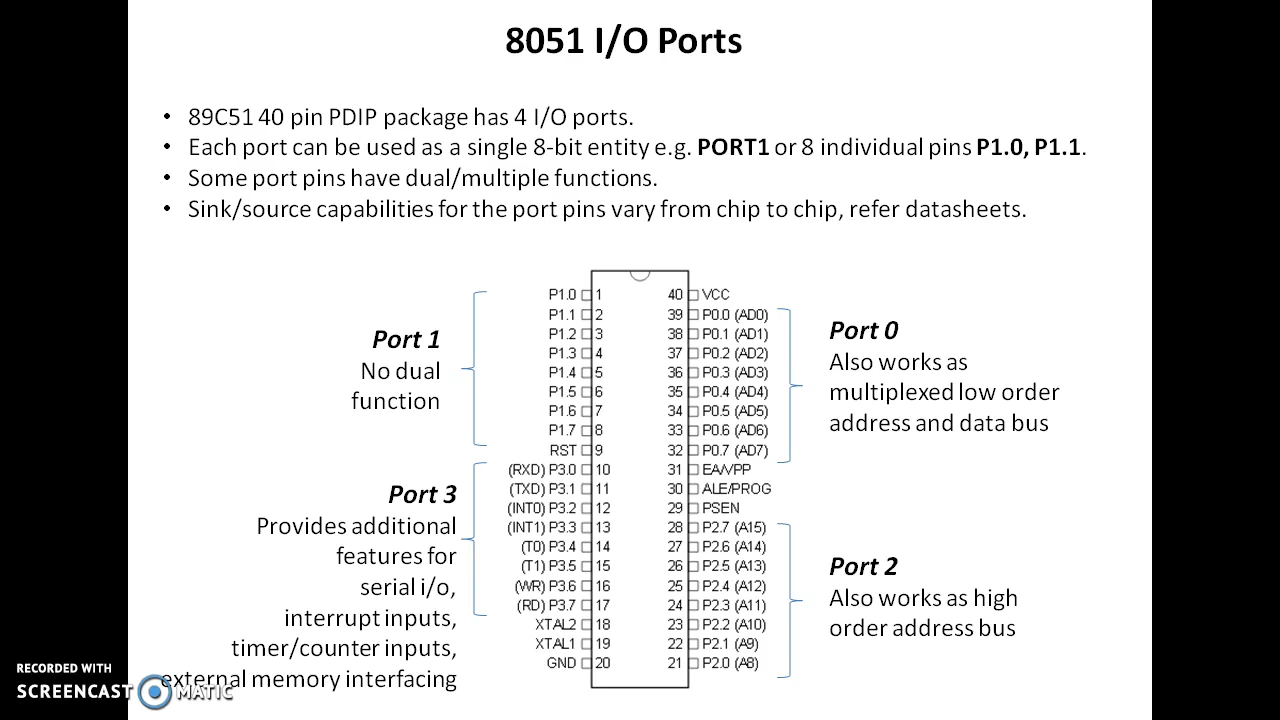 8051 I/O Ports
• 89C51 40 pin PDIP package has 4 I/O ports.
• Each port can be used as a single 8-bit entity e.g. PORT1 or 8 individual pins P1.0, P1.1.
• Some port pins have dual/multiple functions.
• Sink/source capabilities for the port pins vary from chip to chip, refer datasheets.
Port 1
No dual
function
Port 3
Provides additional
features for
serial i/o,
interrupt inputs,
timer/counter inputs,
external memory interfacing
P1.0 1 40 VCC
P1.1 2 39 P0.0 (AD0)
P1.2 3 38 P0.1 (AD1)
P1.3 4 37 P0.2 (AD2)
P1.4 5 36 P0.3 (AD3)
P1.5 6 35 P0.4 (AD4)
P1.6 7 34 P0.5 (AD5)
P1.7 8 33 P0.6 (AD6)
RST 9 32 P0.7 (AD7)
(RXD) P3.0 10 31 EA/VPP
(TXD) P3.1 11 30 ALE/PROG
(INT0) P3.2 12 29 PSEN
(INT1) P3.3 13 28 P2.7 (A15)
(T0) P3.4 14 27 P2.6 (A14)
(T1) P3.5 15 26 P2.5 (A13)
(WR) P3.6 16 25 P2.4 (A12)
(RD) P3.7 17 24 P2.3 (A11)
XTAL2 18 23 P2.2 (A10)
XTAL1 19 22 P2.1 (A9)
GND 20 21 P2.0 (A8)
Port 0
Also works as
multiplexed low order
address and data bus
Port 2
Also works as high
order address bus
RECORDED WITH
SCREENCAST MATIC